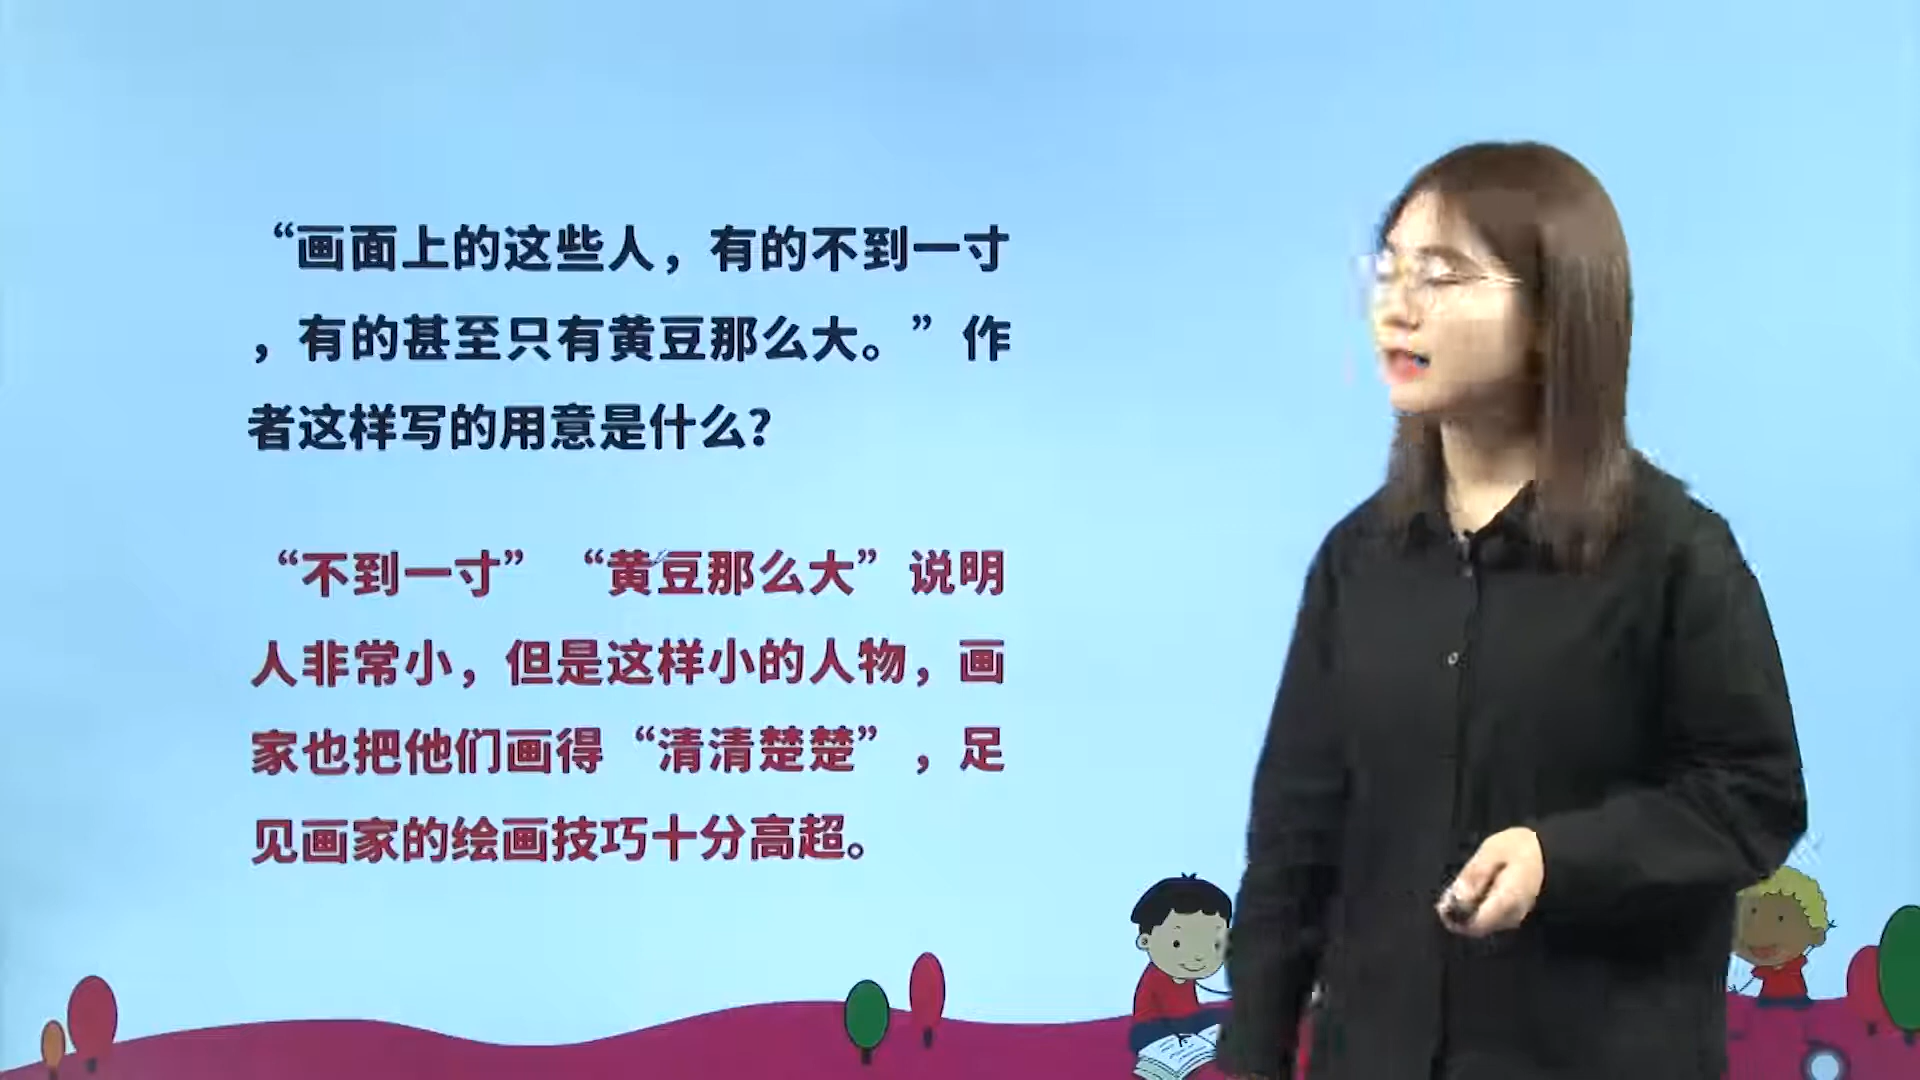 “画面上的这些人，有的不到一寸
，有的甚至只有黄豆那么大。”作
者这样写的用意是什么？
“不到一寸” “黄豆那么大”说明
人非常小，但是这样小的人物，画
家也把他们画得“清清楚楚”，足
见画家的绘画技巧十分高超。